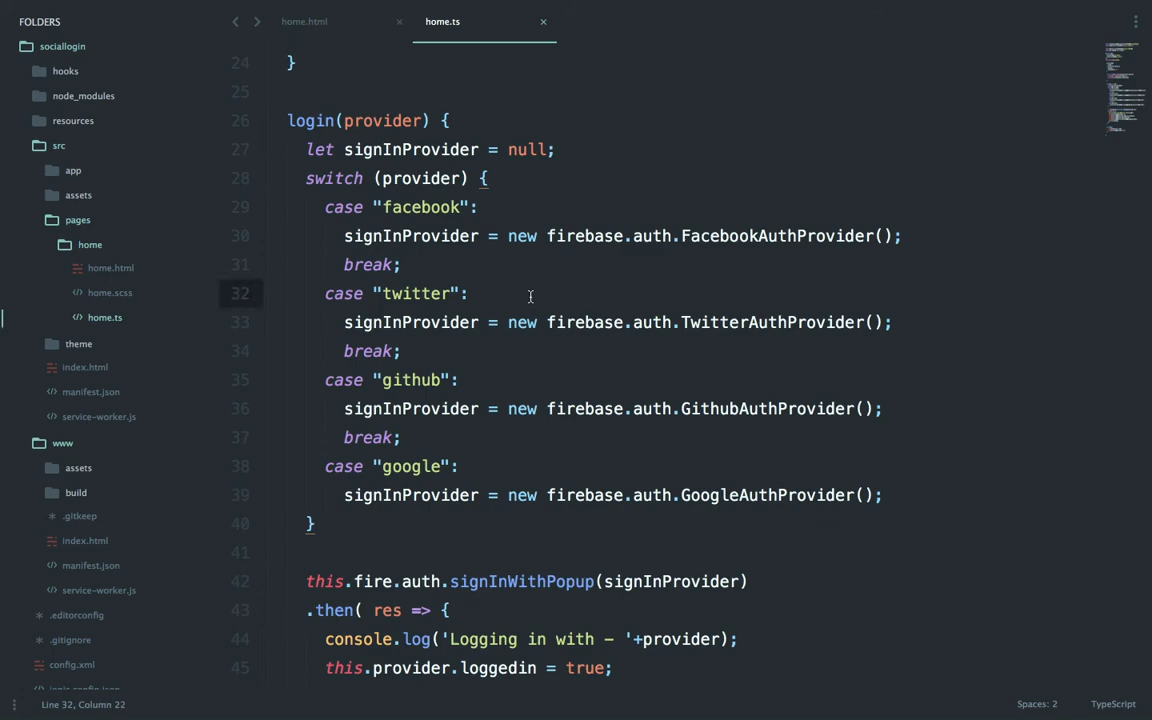 FOLDERS
sociallogin
hooks
node_modules
resources
src
app
assets
pages
home
home.html
home.scss
home.ts
theme
index.html
manifest.json
service-worker.js
www
assets
build
.gitkeep
index.html
manifest.json
service-worker.js
.editorconfig
.gitignore
config.xml
ionic.config.json
home.html ×
home.ts ×
24 }
25
26 login(provider) {
27 let signInProvider = null;
28 switch (provider) {
29 case "facebook":
30 signInProvider = new firebase.auth.FacebookAuthProvider();
31 break;
32 case "twitter":
33 signInProvider = new firebase.auth.TwitterAuthProvider();
34 break;
35 case "github":
36 signInProvider = new firebase.auth.GithubAuthProvider();
37 break;
38 case "google":
39 signInProvider = new firebase.auth.GoogleAuthProvider();
40 }
41
42 this.fire.auth.signInWithPopup(signInProvider)
43 .then( res => {
44 console.log('Logging in with - '+provider);
45 this.provider.loggedin = true;
Line 32, Column 22
Spaces: 2
TypeScript